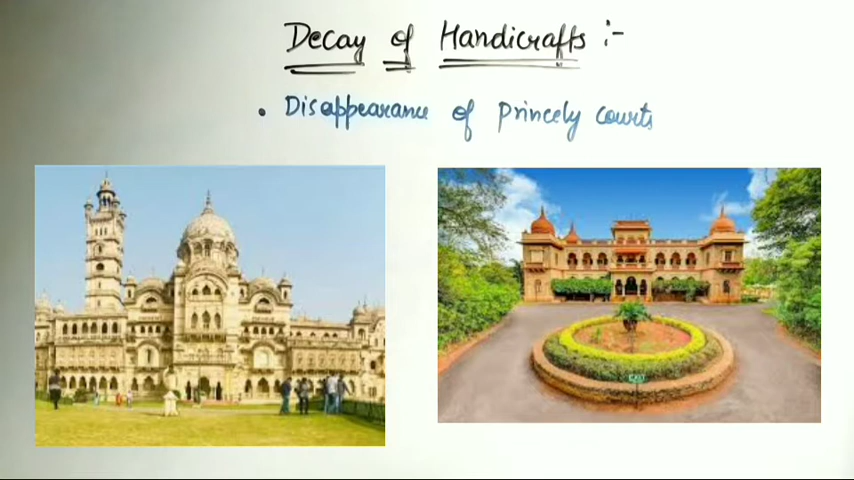 Decay of Handicrafts :-
• Disappearance of Princely courts